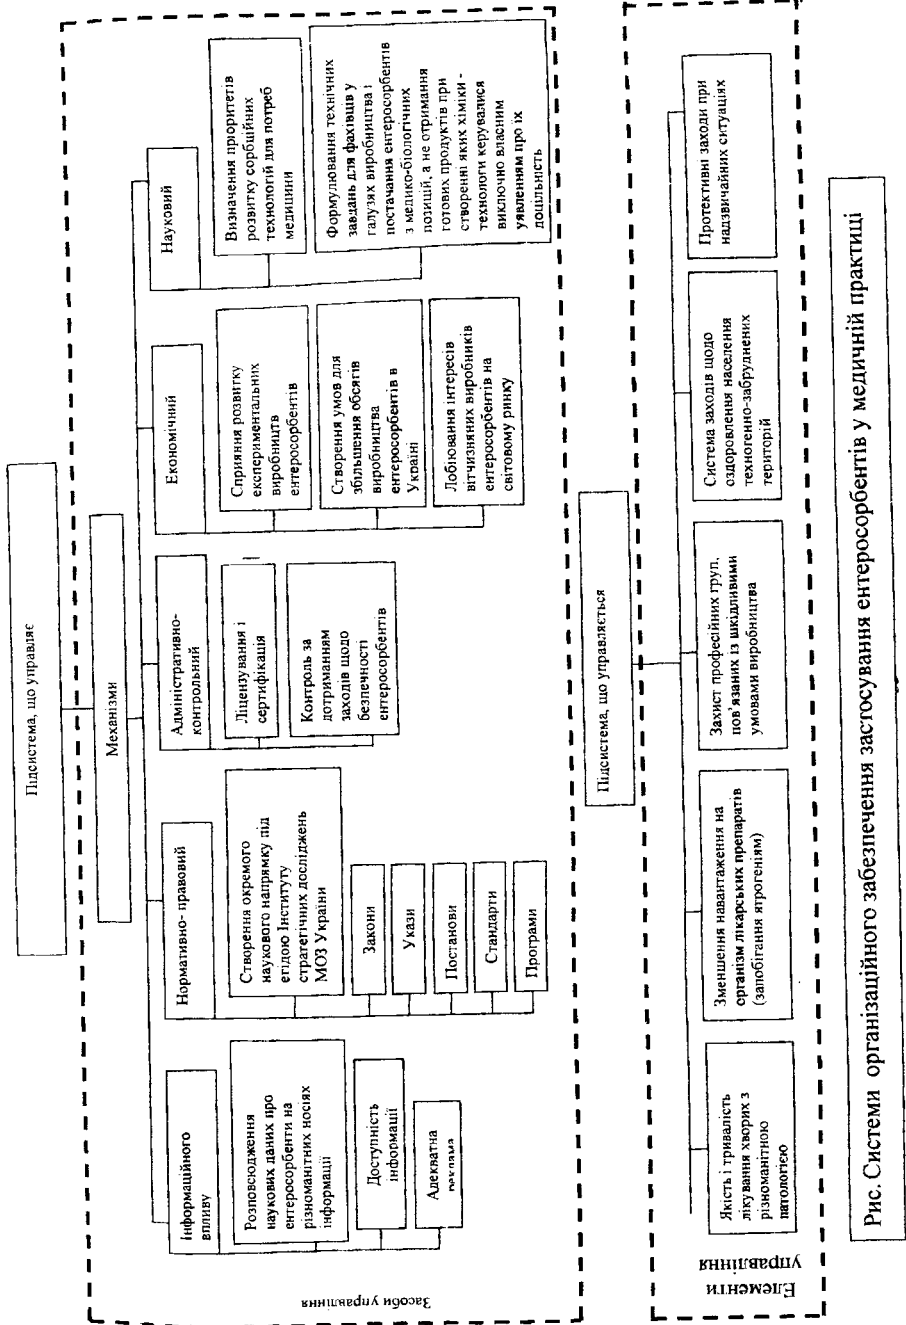 Підсистема, що управляє
Механізми
Інформаційного
впливу
Нормативно- правовий
Адміністративно-
контрольний
Економічний
Науковий
Розповсюдження
наукових даних про
ентеросорбенти на
різноманітних носіях
інформації
Доступність
інформації
Адекватна
реклама
Створення окремого
наукового напрямку під
егідою Інституту
стратегічних досліджень
МОЗ України
Закони
Укази
Постанови
Стандарти
Програми
Ліцензування і
сертифікація
Контроль за
дотриманням
заходів щодо
безпечності
ентеросорбентів
Сприяння розвитку
експериментальних
виробництв
ентеросорбентів
Створення умов для
збільшення обсягів
виробництва
ентеросорбентів в
Україні
Лобіювання інтересів
вітчизняних виробників
ентеросорбентів на
світовому ринку
Визначення пріоритетів
розвитку сорбційних
технологій для потреб
медицини
Формулювання технічних
завдань для фахівців у
галузях виробництва і
постачання ентеросорбентів
з медико-біологічних
позицій, а не отримання
готових продуктів при
створенні яких хіміки -
технологи керувалися
виключно власним
уявленням про їх
доцільність
Засоби управління
Підсистема, що управляється
Якість і тривалість
лікування хворих з
різноманітною
патологією
Зменшення навантаження на
організм лікарських препаратів
(запобігання ятрогеніям)
Захист професійних груп,
пов'язаних із шкідливими
умовами виробництва
Система заходів щодо
оздоровлення населення
техногенно-забруднених
територій
Протективні заходи при
надзвичайних ситуаціях
Елементи
управління
Рис. Системи організаційного забезпечення застосування ентеросорбентів у медичній практиці